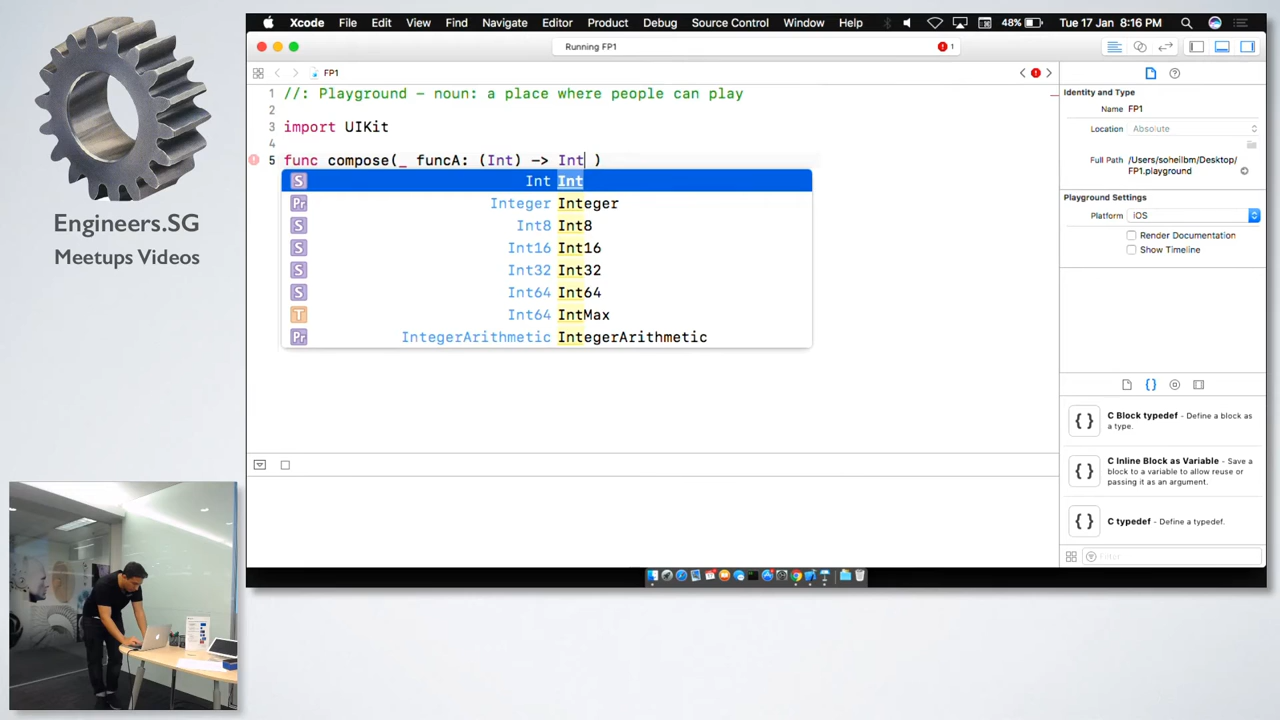 Xcode File Edit View Find Navigate Editor Product Debug Source Control Window Help 48% Tue 17 Jan 8:16 PM
Running FP1
1
FP1
1 //: Playground - noun: a place where people can play
2
3 import UIKit
4
5 func compose(_ funcA: (Int) -> Int )
S Int Int
Pr Integer Integer
S Int8 Int8
S Int16 Int16
S Int32 Int32
S Int64 Int64
T Int64 IntMax
Pr IntegerArithmetic IntegerArithmetic
Identity and Type
Name FP1
Location Absolute
Full Path /Users/soheilbm/Desktop/
FP1.playground
Playground Settings
Platform iOS
Render Documentation
Show Timeline
{ } C Block typedef - Define a block as
a type.
{ } C Inline Block as Variable - Save a
block to a variable to allow reuse or
passing it as an argument.
{ } C typedef - Define a typedef.
Filter
Engineers.SG
Meetups Videos